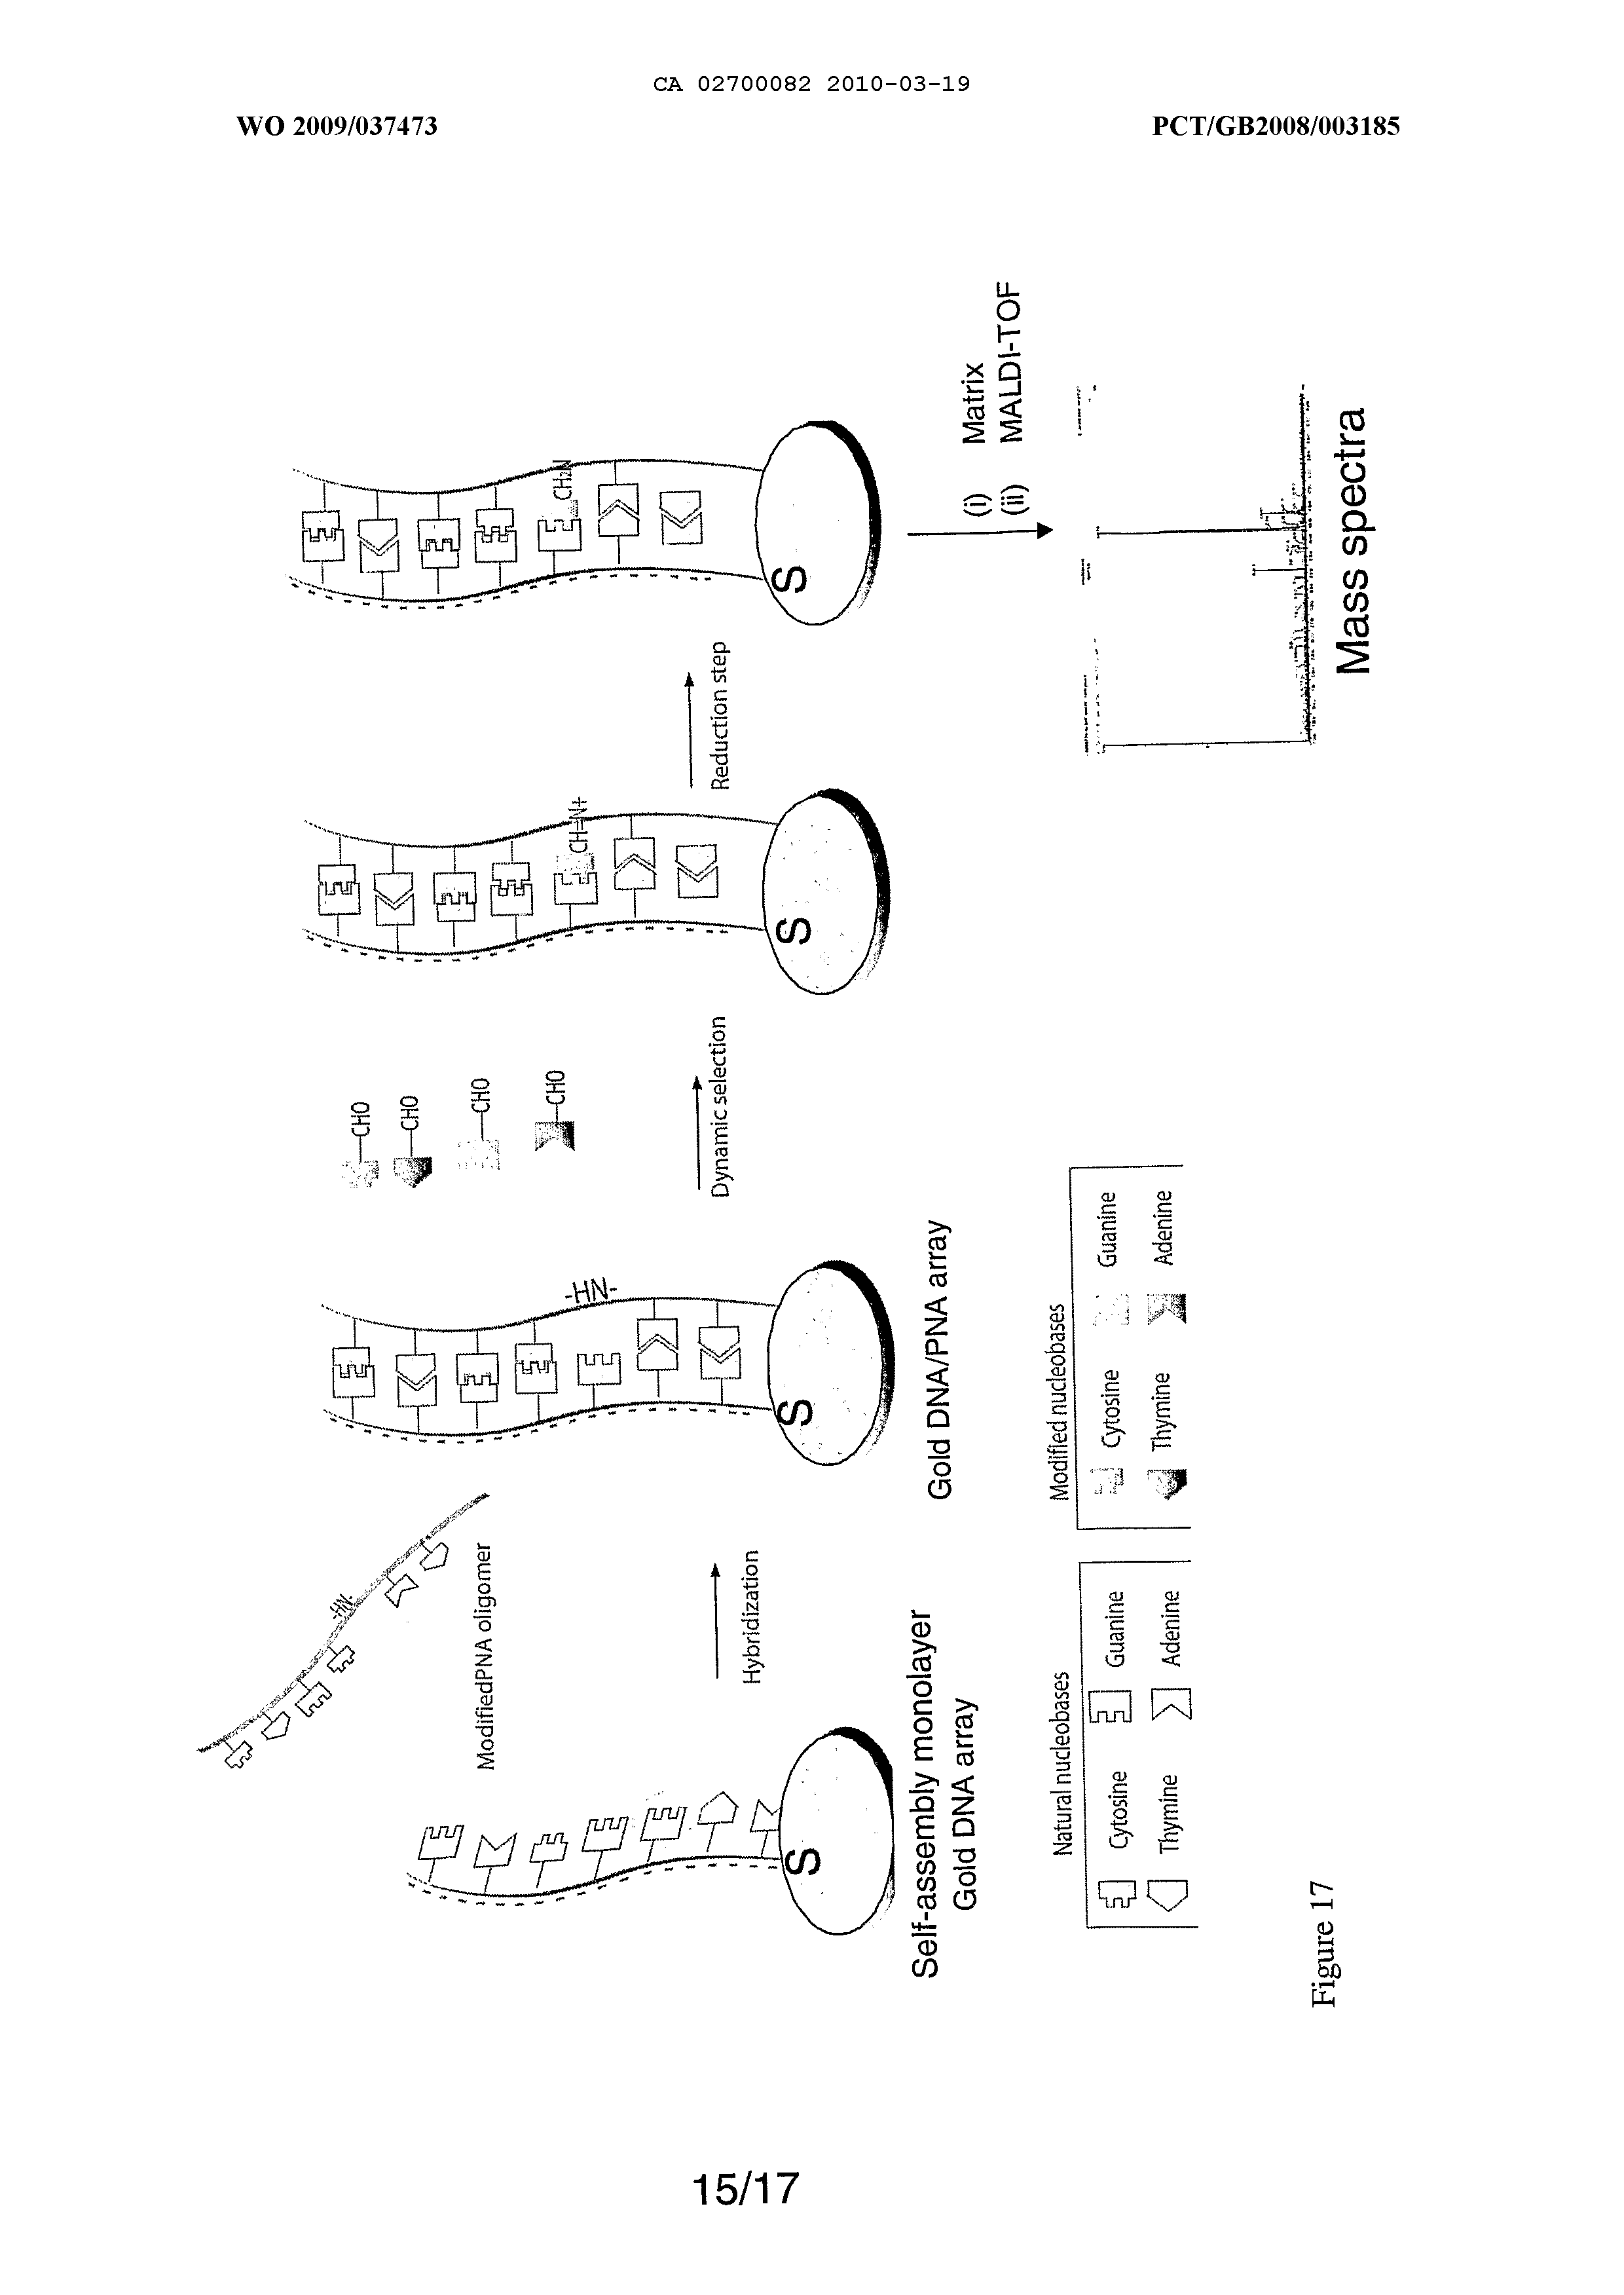 CA 02700082 2010-03-19
WO 2009/037473
PCT/GB2008/003185
-HN-
ModifiedPNA oligomer
Hybridization
S
Self-assembly monolayer
Gold DNA array
-HN-
S
Gold DNA/PNA array
CHO
CHO
CHO
CHO
Dynamic selection
CH=N+
S
Reduction step
CH2N
S
(i) Matrix
(ii) MALDI-TOF
Mass spectra
Natural nucleobases
Cytosine
Guanine
Thymine
Adenine
Modified nucleobases
Cytosine
Guanine
Thymine
Adenine
Figure 17
15/17